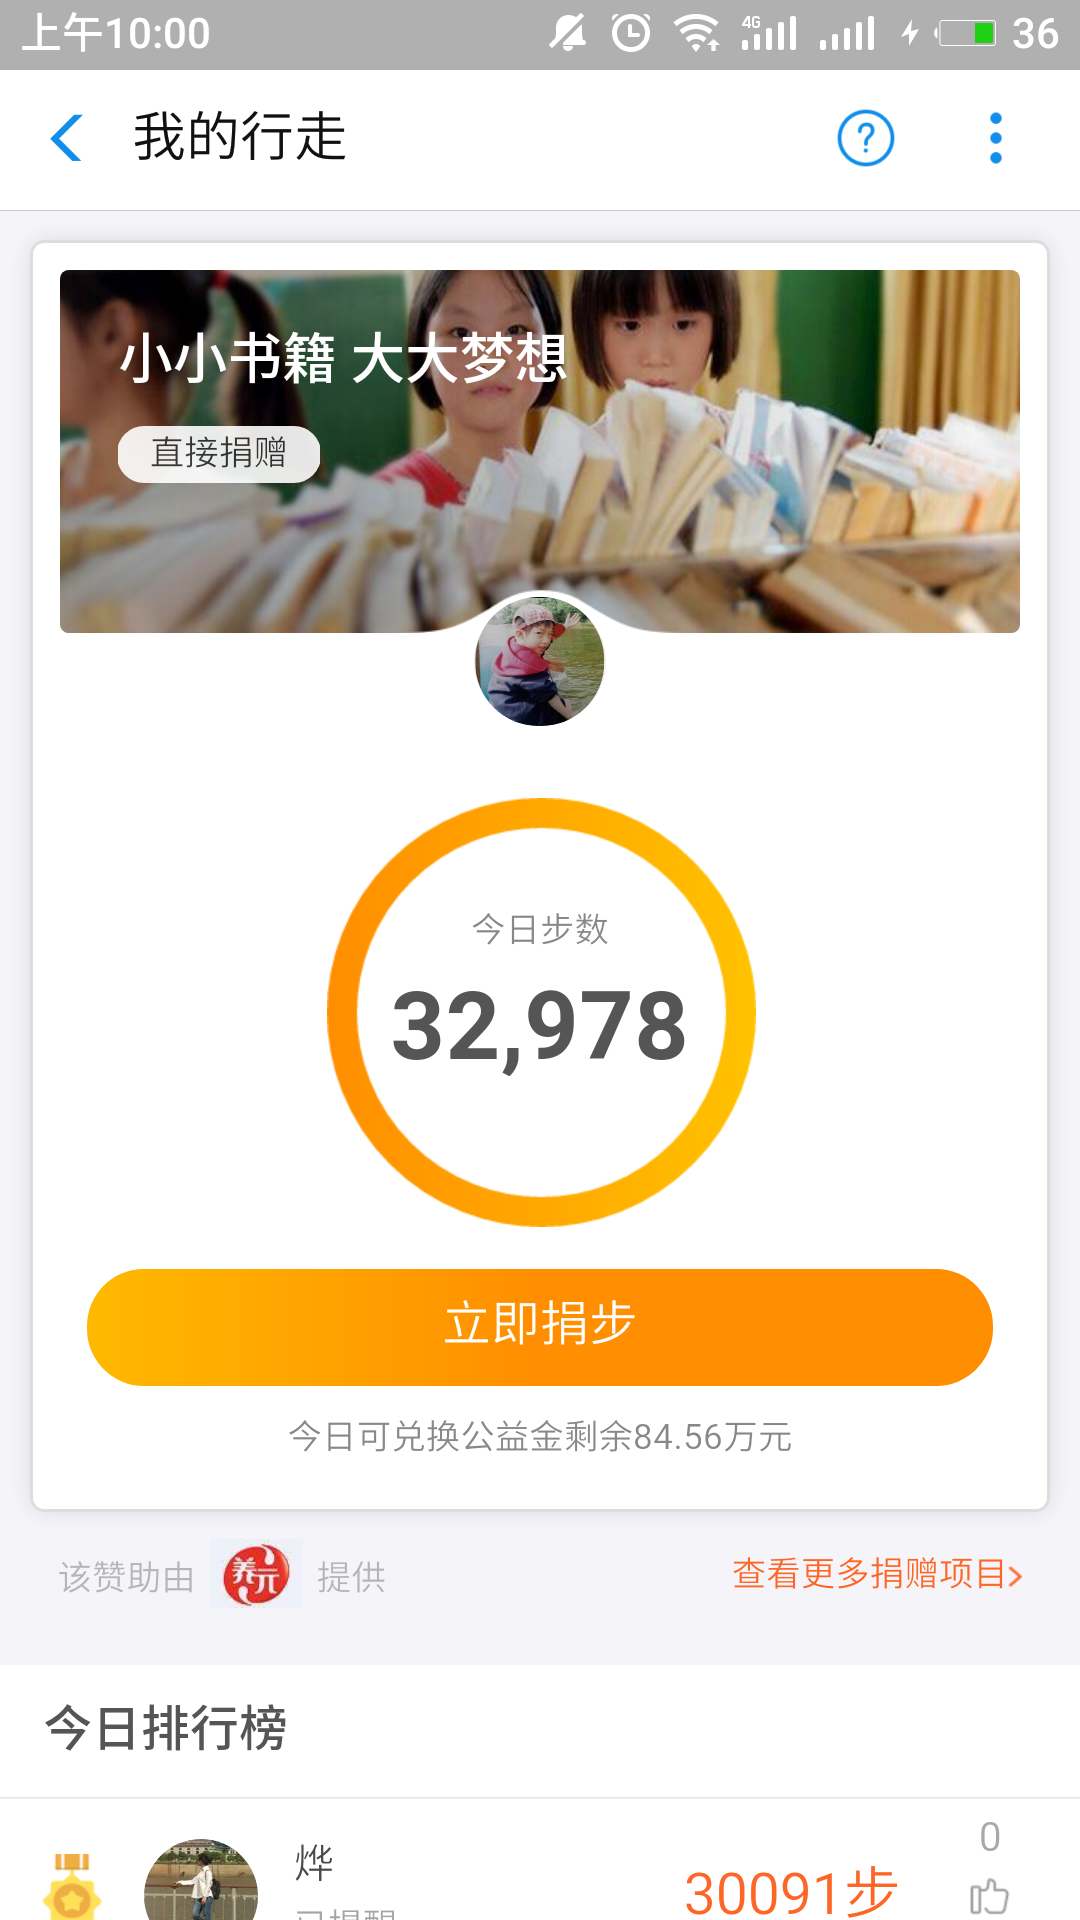 上午10:00
4G
36
我的行走
?
小小书籍 大大梦想
直接捐赠
今日步数
32,978
立即捐步
今日可兑换公益金剩余84.56万元
该赞助由 养元 提供
查看更多捐赠项目>
今日排行榜
0
烨
30091步
已提醒